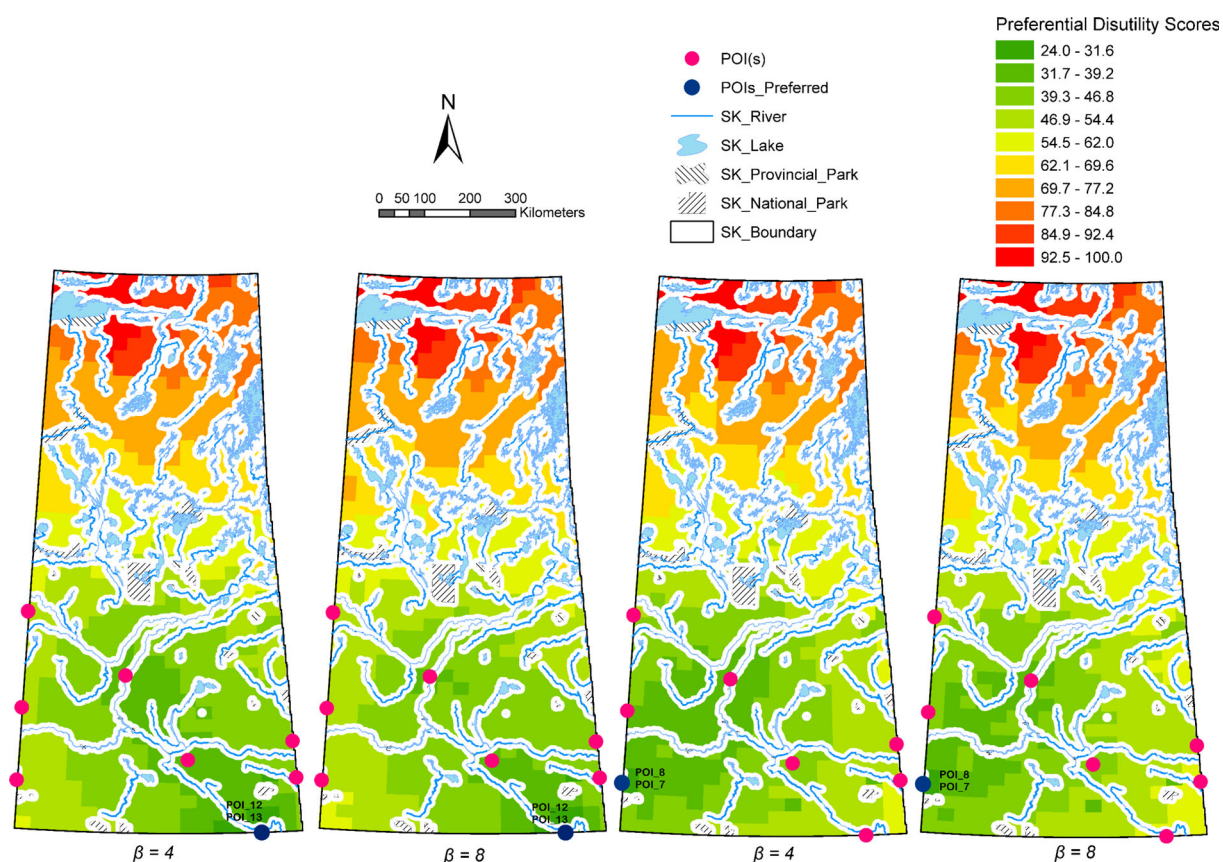 Preferential Disutility Scores
24.0 - 31.6
31.7 - 39.2
39.3 - 46.8
46.9 - 54.4
54.5 - 62.0
62.1 - 69.6
69.7 - 77.2
77.3 - 84.8
84.9 - 92.4
92.5 - 100.0
POI(s)
POIs_Preferred
SK_River
SK_Lake
SK_Provincial_Park
SK_National_Park
SK_Boundary
N
0 50 100 200 300
Kilometers
POI_12
POI_13
POI_12
POI_13
POI_8
POI_7
POI_8
POI_7
β = 4
β = 8
β = 4
β = 8